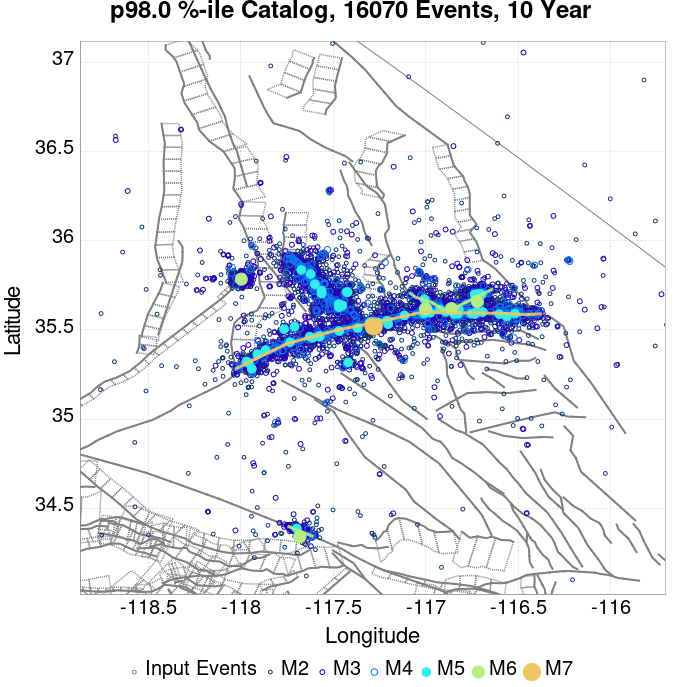 p98.0 %-ile Catalog, 16070 Events, 10 Year
37
36.5
36
35.5
35
34.5
Latitude
-118.5 -118 -117.5 -117 -116.5 -116
Longitude
Input Events M2 M3 M4 M5 M6 M7